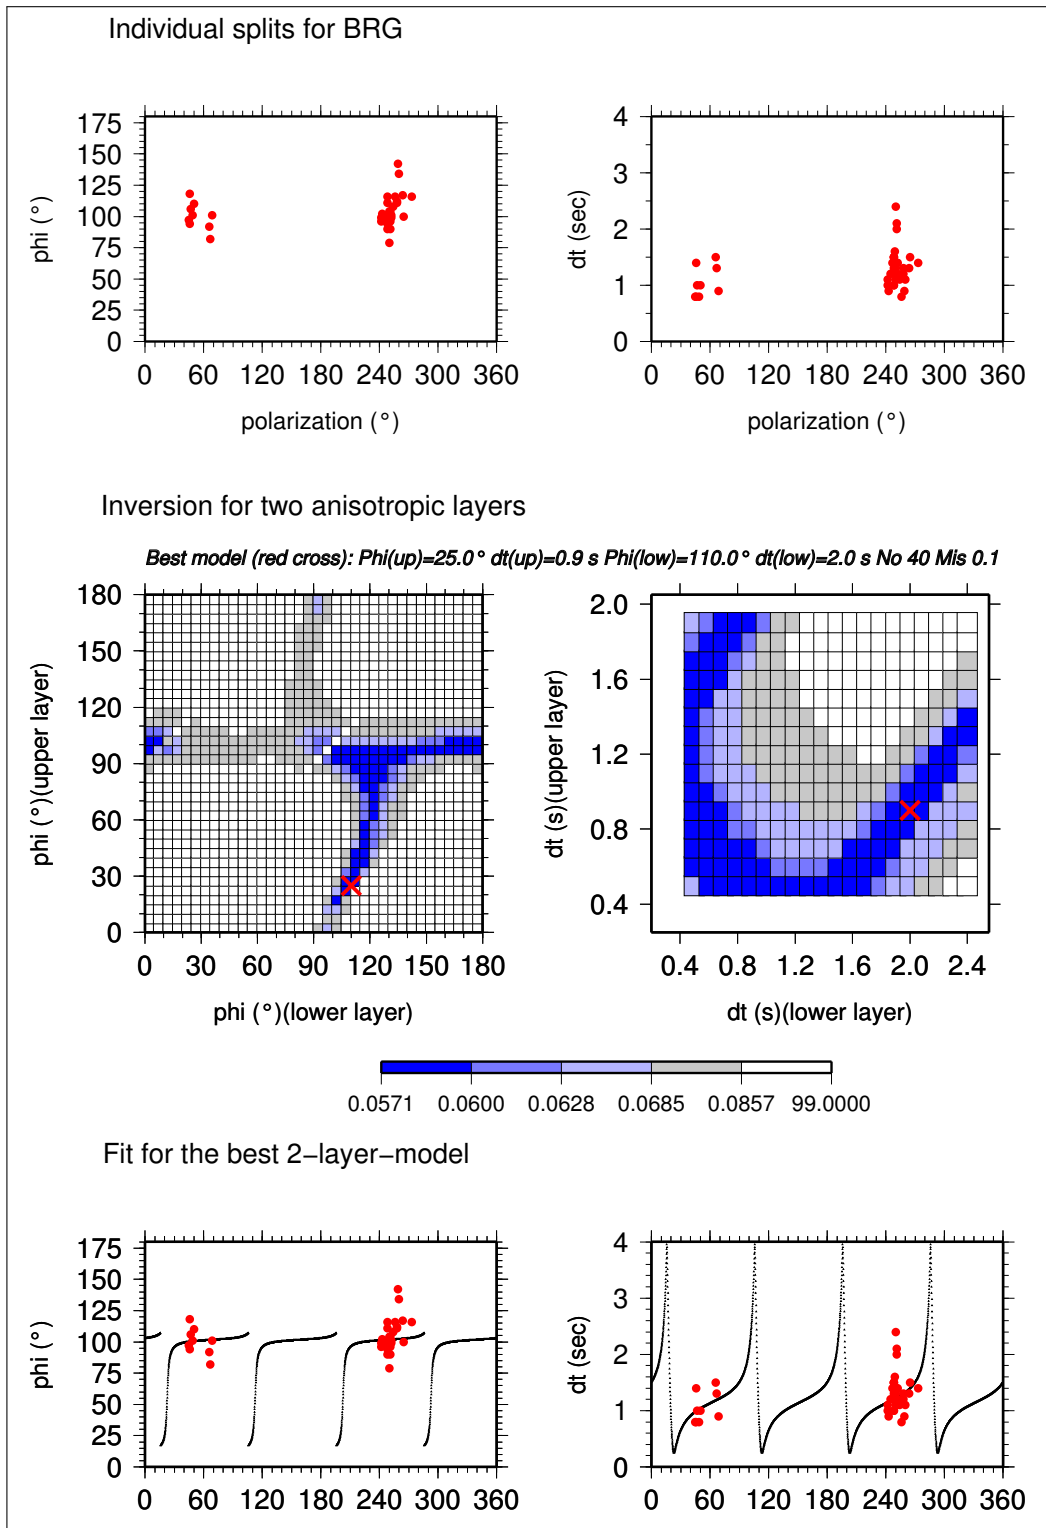 Individual splits for BRG
175
150
125
100
75
50
25
0
phi (°)
0 60 120 180 240 300 360
polarization (°)
4
3
2
1
0
dt (sec)
0 60 120 180 240 300 360
polarization (°)
Inversion for two anisotropic layers
Best model (red cross): Phi(up)=25.0° dt(up)=0.9 s Phi(low)=110.0° dt(low)=2.0 s No 40 Mis 0.1
180
150
120
90
60
30
0
phi (°)(upper layer)
0 30 60 90 120 150 180
phi (°)(lower layer)
2.0
1.6
1.2
0.8
0.4
dt (s)(upper layer)
0.4 0.8 1.2 1.6 2.0 2.4
dt (s)(lower layer)
0.0571 0.0600 0.0628 0.0685 0.0857 99.0000
Fit for the best 2−layer−model
175
150
125
100
75
50
25
0
phi (°)
0 60 120 180 240 300 360
4
3
2
1
0
dt (sec)
0 60 120 180 240 300 360